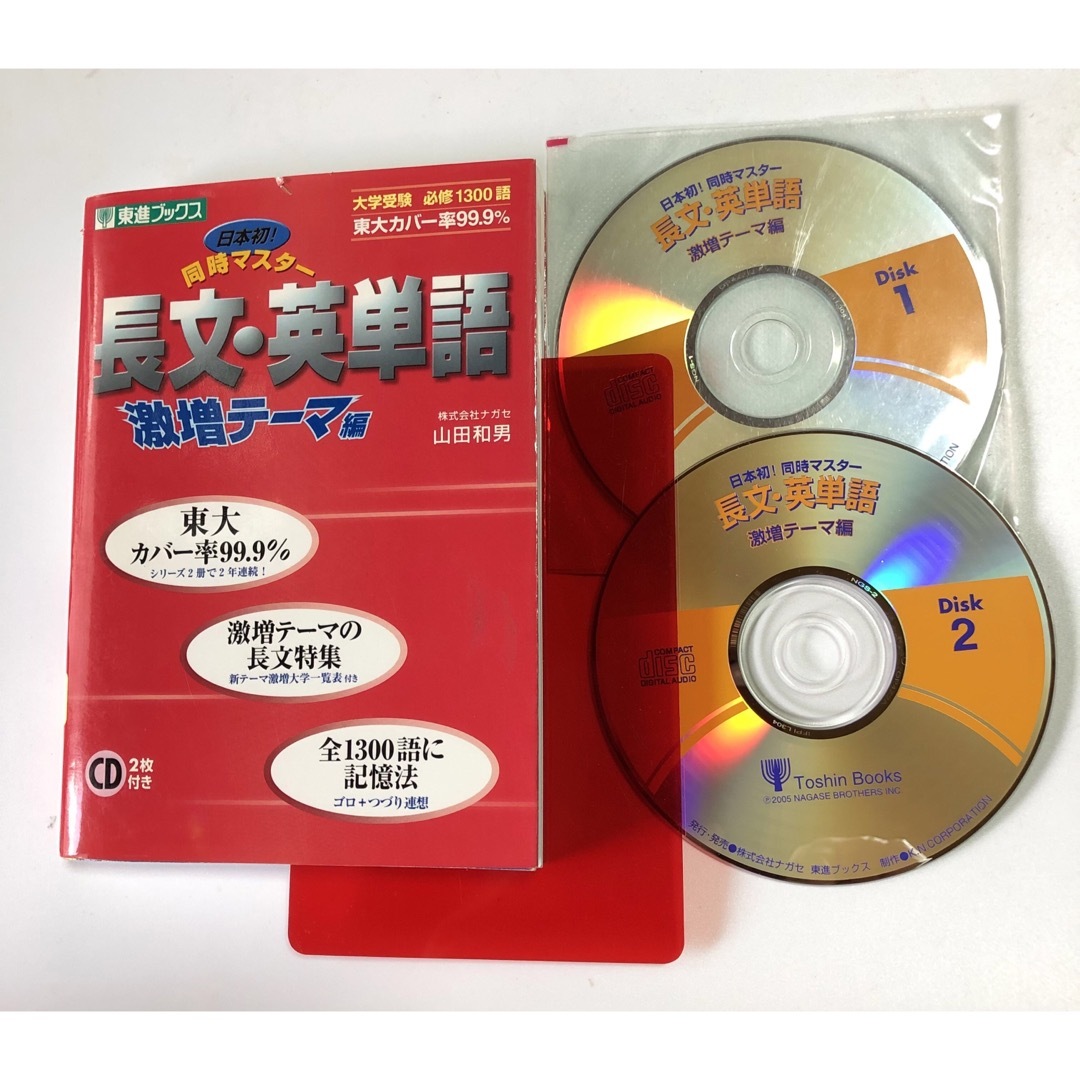 東進ブックス
大学受験 必修1300語
東大カバー率99.9%
日本初!
同時マスター
長文・英単語
激増テーマ編
株式会社ナガセ
山田和男
東大
カバー率99.9%
シリーズ2冊で2年連続!
激増テーマの
長文特集
新テーマ激増大学一覧表付き
全1300語に
記憶法
ゴロ+つづり連想
CD 2枚
付き
日本初! 同時マスター
長文・英単語
激増テーマ編
Disk
1
COMPACT
disc
DIGITAL AUDIO
NGS-1
日本初! 同時マスター
長文・英単語
激増テーマ編
NGS-2
Disk
2
COMPACT
disc
DIGITAL AUDIO
IFPI L304
Toshin Books
℗2005 NAGASE BROTHERS INC
発行・発売●株式会社ナガセ 東進ブックス 制作●K.N.CORPORATION